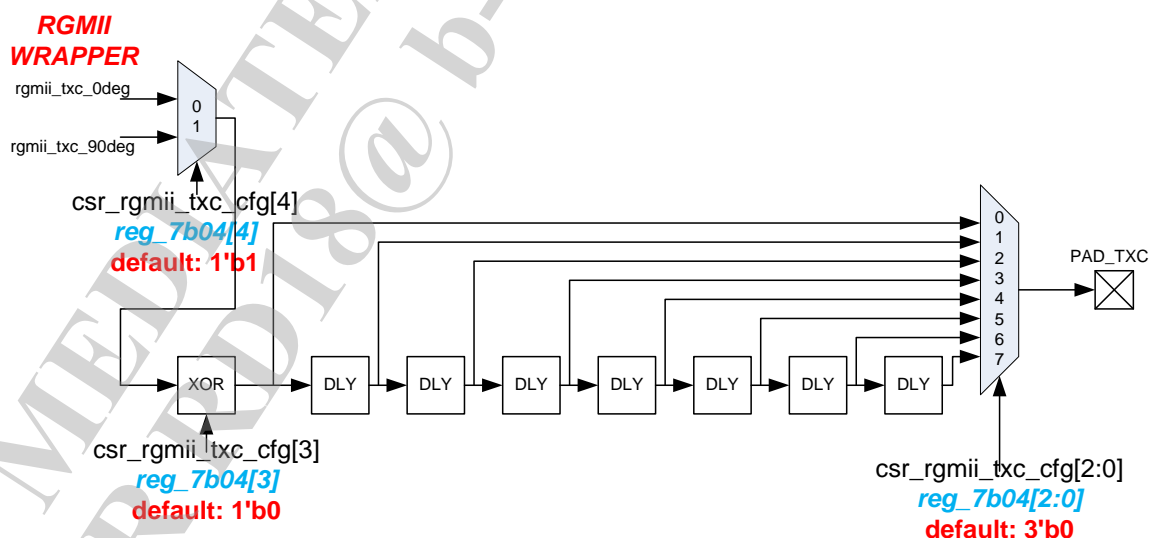 RGMII
WRAPPER
rgmii_txc_0deg
rgmii_txc_90deg
0
1
csr_rgmii_txc_cfg[4]
reg_7b04[4]
default: 1'b1
0
1
2
3
4
5
6
7
PAD_TXC
XOR
DLY
DLY
DLY
DLY
DLY
DLY
DLY
csr_rgmii_txc_cfg[3]
reg_7b04[3]
default: 1'b0
csr_rgmii_txc_cfg[2:0]
reg_7b04[2:0]
default: 3'b0
MEDIATE
R RD18@ b-